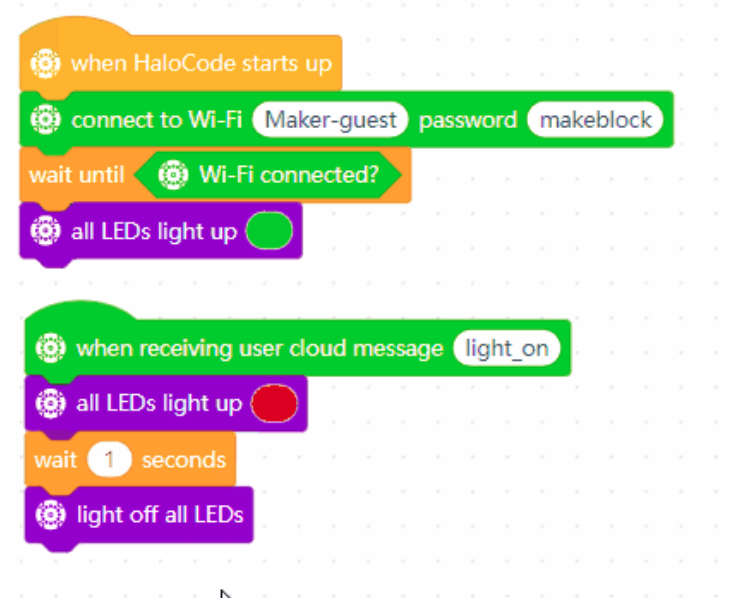 when HaloCode starts up
connect to Wi-Fi Maker-guest password makeblock
wait until Wi-Fi connected?
all LEDs light up
when receiving user cloud message light_on
all LEDs light up
wait 1 seconds
light off all LEDs